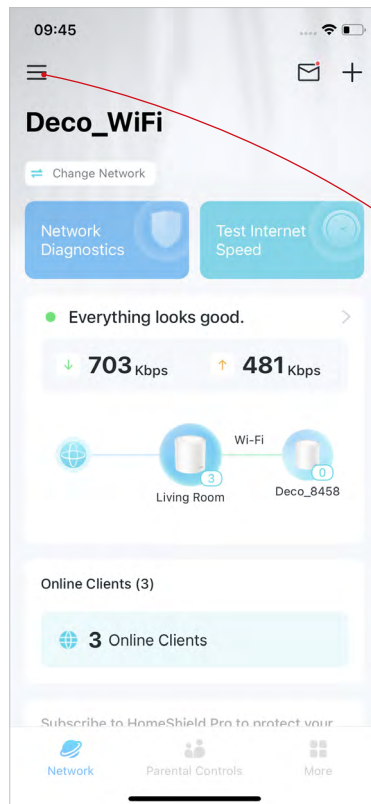 09:45
Deco_WiFi
Change Network
Network
Diagnostics
Test Internet
Speed
Everything looks good.
703 Kbps
481 Kbps
Wi-Fi
3
0
Living Room
Deco_8458
Online Clients (3)
3 Online Clients
Subscribe to HomeShield Pro to protect your
Network
Parental Controls
More